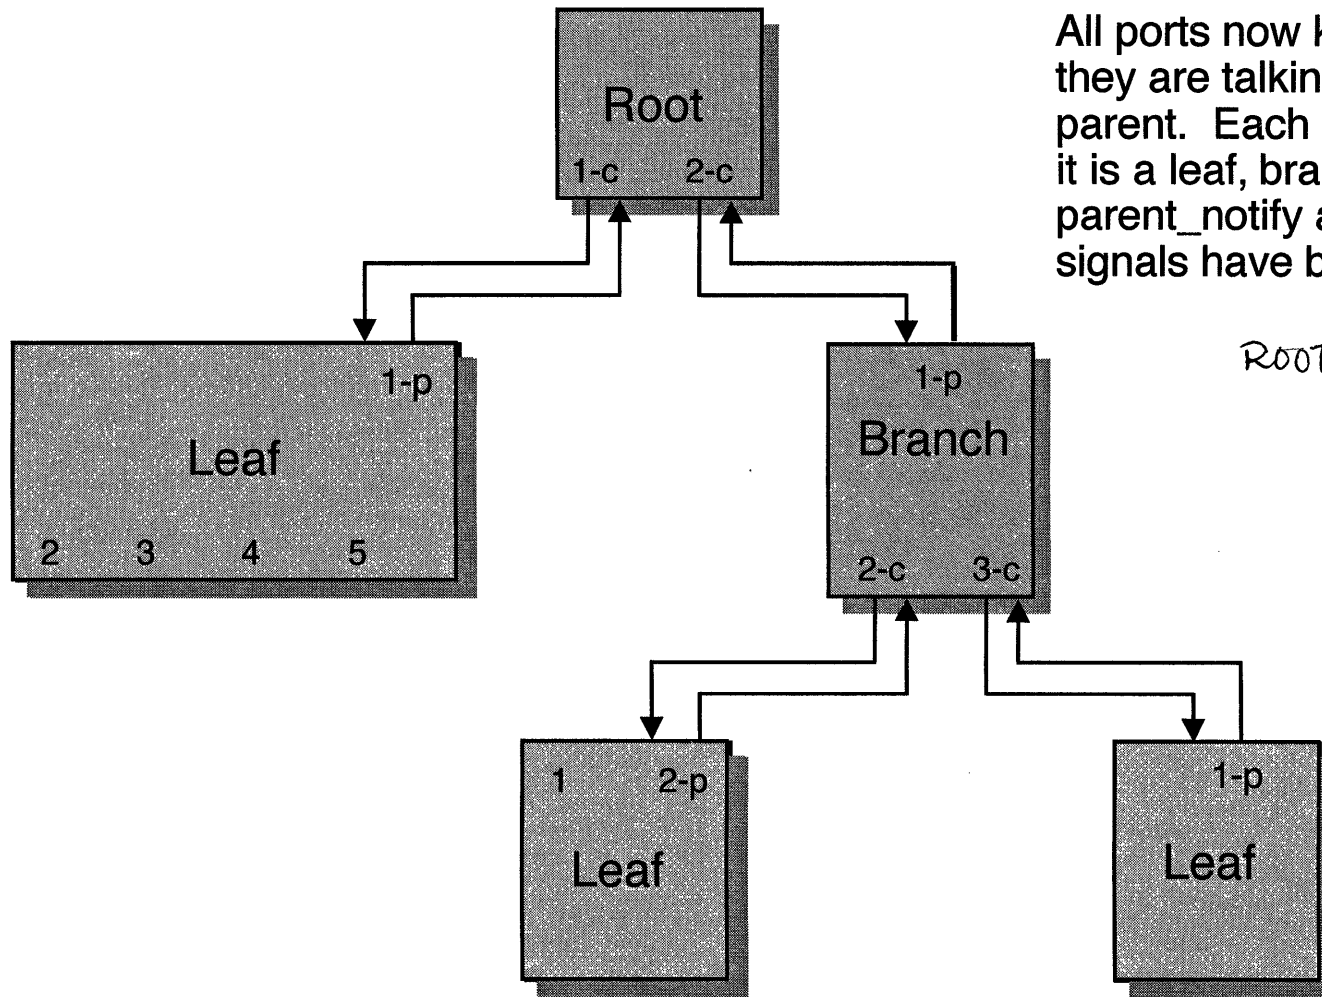 All ports now
they are talkin
parent. Each
it is a leaf, bra
parent_notify a
signals have b
ROOT
Root
1-c 2-c
1-p
Leaf
2 3 4 5
1-p
Branch
2-c 3-c
1 2-p
Leaf
1-p
Leaf